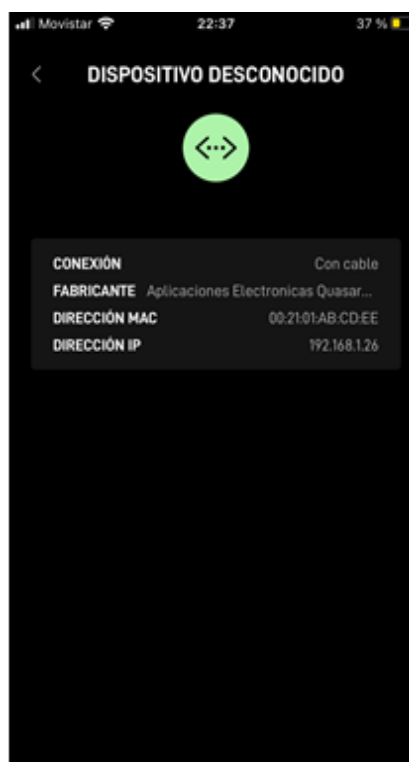 Movistar 22:37 37 %
DISPOSITIVO DESCONOCIDO
CONEXIÓN Con cable
FABRICANTE Aplicaciones Electronicas Quasar...
DIRECCIÓN MAC 00:21:01:AB:CD:EE
DIRECCIÓN IP 192.168.1.26